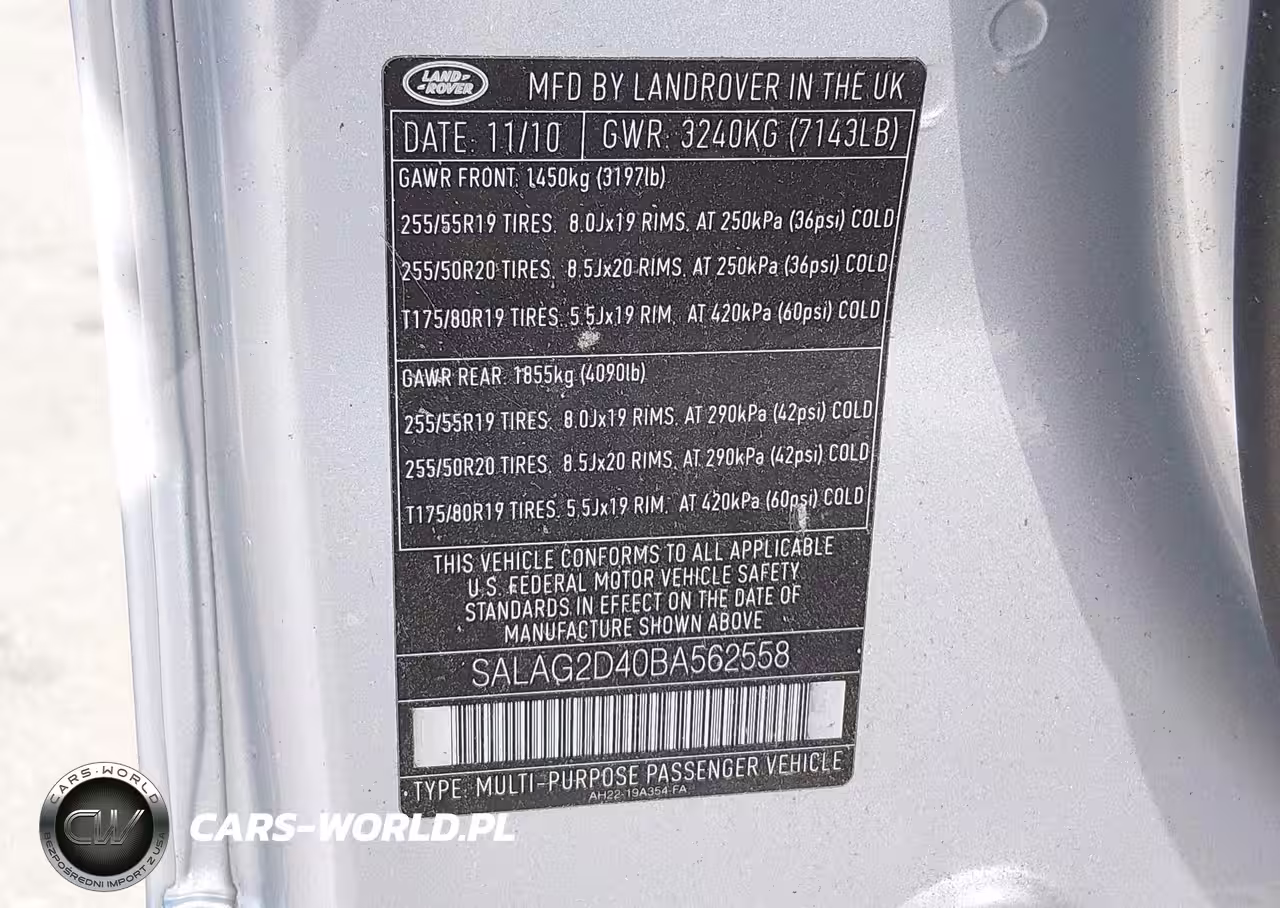 LAND-
-ROVER
MFD BY LANDROVER IN THE UK
DATE: 11/10 GWR: 3240KG (7143LB)
GAWR FRONT: 1450kg (3197lb)
255/55R19 TIRES, 8.0Jx19 RIMS, AT 250kPa (36psi) COLD
255/50R20 TIRES, 8.5Jx20 RIMS, AT 250kPa (36psi) COLD
T175/80R19 TIRES, 5.5Jx19 RIM, AT 420kPa (60psi) COLD
GAWR REAR: 1855kg (4090lb)
255/55R19 TIRES, 8.0Jx19 RIMS, AT 290kPa (42psi) COLD
255/50R20 TIRES, 8.5Jx20 RIMS, AT 290kPa (42psi) COLD
T175/80R19 TIRES, 5.5Jx19 RIM, AT 420kPa (60psi) COLD
THIS VEHICLE CONFORMS TO ALL APPLICABLE
U.S. FEDERAL MOTOR VEHICLE SAFETY
STANDARDS IN EFFECT ON THE DATE OF
MANUFACTURE SHOWN ABOVE
SALAG2D40BA562558
TYPE: MULTI-PURPOSE PASSENGER VEHICLE
AH22-19A354-FA
CARS-WORLD
CW
BEZPOŚREDNI IMPORT Z USA
CARS-WORLD.PL